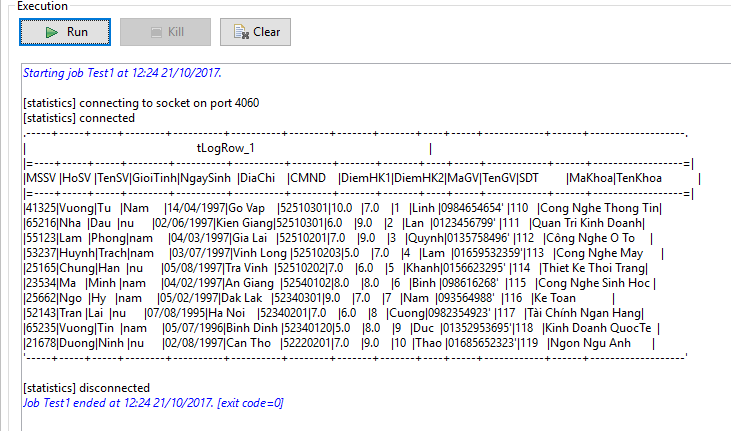 Execution
Run Kill Clear
Starting job Test1 at 12:24 21/10/2017.
[statistics] connecting to socket on port 4060
[statistics] connected
.-----+-----+-----+--------+----------+----------+--------+-------+-------+----+-----+------------+------+--------------------.
| tLogRow_1 |
|=----+-----+-----+--------+----------+----------+--------+-------+-------+----+-----+------------+------+-------------------=|
|MSSV |HoSV |TenSV|GioiTinh|NgaySinh |DiaChi |CMND |DiemHK1|DiemHK2|MaGV|TenGV|SDT |MaKhoa|TenKhoa |
|=----+-----+-----+--------+----------+----------+--------+-------+-------+----+-----+------------+------+-------------------=|
|41325|Vuong|Tu |Nam |14/04/1997|Go Vap |52510301|10.0 |7.0 |1 |Linh |0984654654' |110 |Cong Nghe Thong Tin|
|65216|Nha |Dau |nu |02/06/1997|Kien Giang|52510301|6.0 |9.0 |2 |Lan |0123456799' |111 |Quan Tri Kinh Doanh|
|55123|Lam |Phong|nam |04/03/1997|Gia Lai |52510201|7.0 |9.0 |3 |Quynh|0135758496' |112 |Công Nghe O To |
|53237|Huynh|Trach|nam |03/07/1997|Vinh Long |52510203|5.0 |7.0 |4 |Lam |01659532359'|113 |Cong Nghe May |
|25165|Chung|Han |nu |05/08/1997|Tra Vinh |52510202|7.0 |6.0 |5 |Khanh|0156623295' |114 |Thiet Ke Thoi Trang|
|23534|Ma |Minh |nam |04/02/1997|An Giang |52540102|8.0 |8.0 |6 |Binh |098616268' |115 |Cong Nghe Sinh Hoc |
|25662|Ngo |Hy |nam |05/02/1997|Dak Lak |52340301|9.0 |7.0 |7 |Nam |093564988' |116 |Ke Toan |
|52143|Tran |Lai |nu |07/08/1995|Ha Noi |52340201|7.0 |6.0 |8 |Cuong|0982354923' |117 |Tài Chính Ngan Hang|
|65235|Vuong|Tin |nam |05/07/1996|Binh Dinh |52340120|5.0 |8.0 |9 |Duc |01352953695'|118 |Kinh Doanh QuocTe |
|21678|Duong|Ninh |nu |02/08/1997|Can Tho |52220201|7.0 |9.0 |10 |Thao |01685652323'|119 |Ngon Ngu Anh |
'-----+-----+-----+--------+----------+----------+--------+-------+-------+----+-----+------------+------+--------------------'
[statistics] disconnected
Job Test1 ended at 12:24 21/10/2017. [exit code=0]